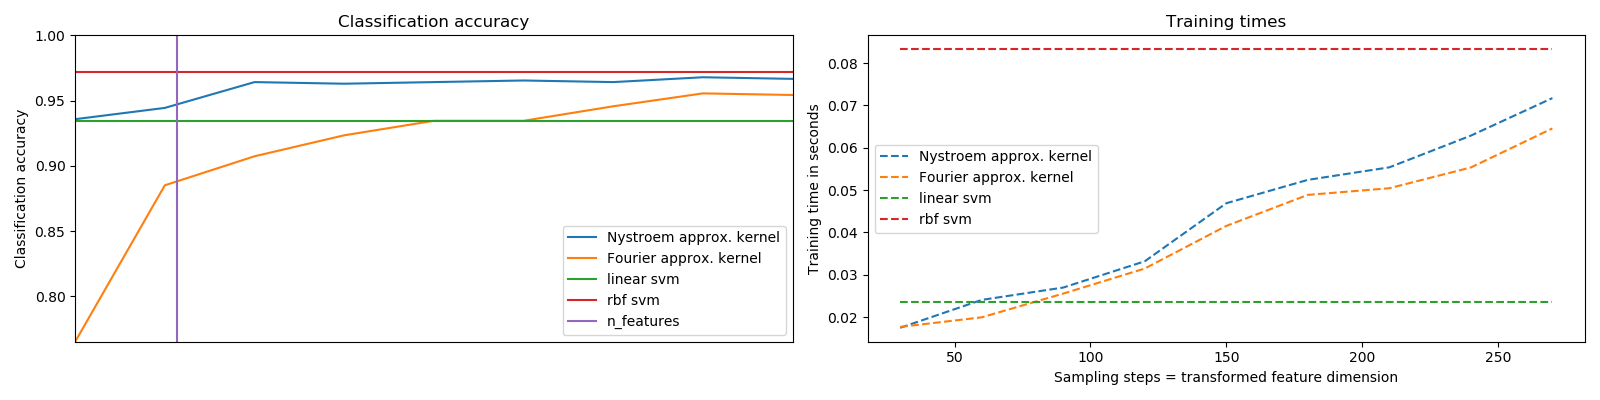 Classification accuracy
1.00
0.95
0.90
0.85
0.80
Classification accuracy
Nystroem approx. kernel
Fourier approx. kernel
linear svm
rbf svm
n_features
Training times
0.08
0.07
0.06
0.05
0.04
0.03
0.02
Training time in seconds
Nystroem approx. kernel
Fourier approx. kernel
linear svm
rbf svm
50
100
150
200
250
Sampling steps = transformed feature dimension